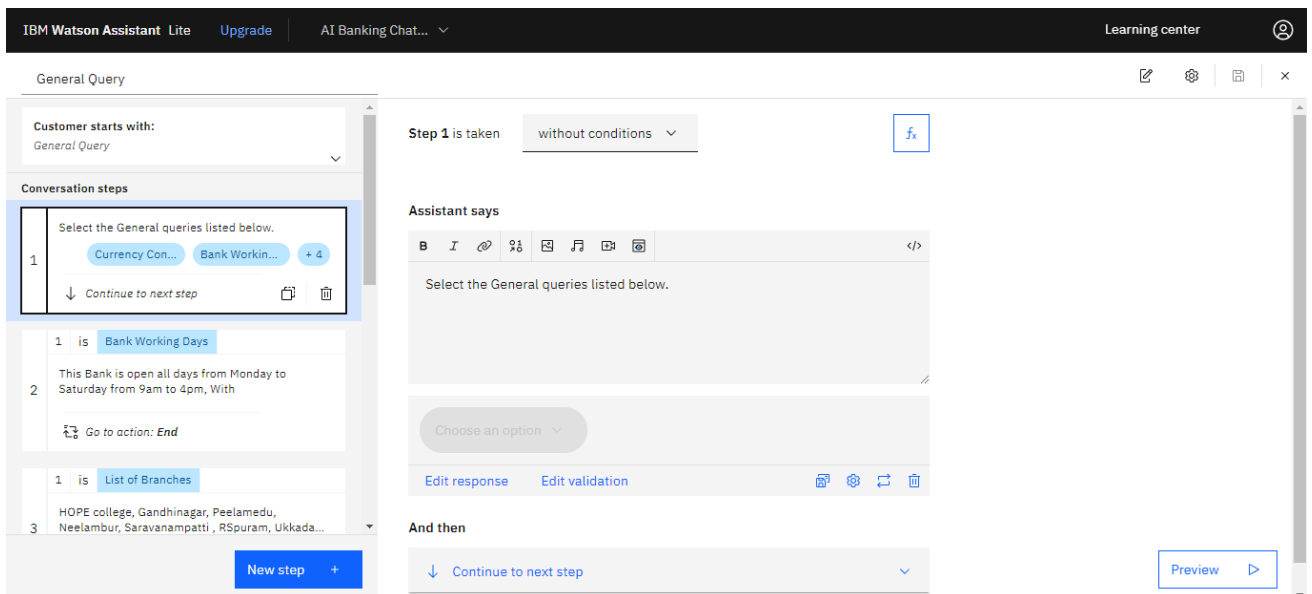 IBM Watson Assistant Lite Upgrade AI Banking Chat... Learning center
General Query
Customer starts with:
General Query
Conversation steps
1
Select the General queries listed below.
Currency Con... Bank Workin... + 4
Continue to next step
2
1 is Bank Working Days
This Bank is open all days from Monday to
Saturday from 9am to 4pm, With
Go to action: End
3
1 is List of Branches
HOPE college, Gandhinagar, Peelamedu,
Neelambur, Saravanampatti , RSpuram, Ukkada...
New step +
Step 1 is taken without conditions
fx
Assistant says
B I </>
Select the General queries listed below.
Choose an option
Edit response Edit validation
And then
Continue to next step
Preview